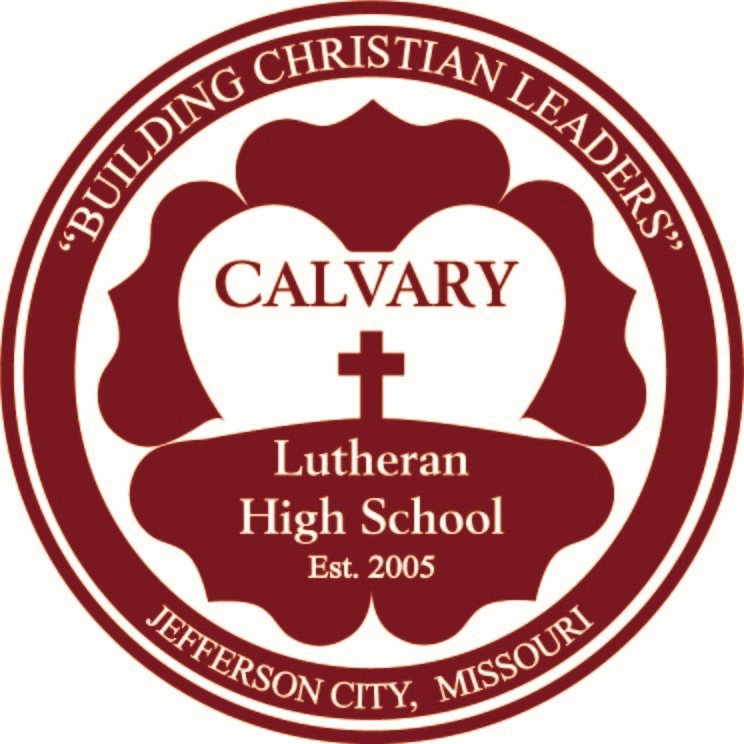 “BUILDING CHRISTIAN LEADERS”
CALVARY
Lutheran
High School
Est. 2005
JEFFERSON CITY, MISSOURI